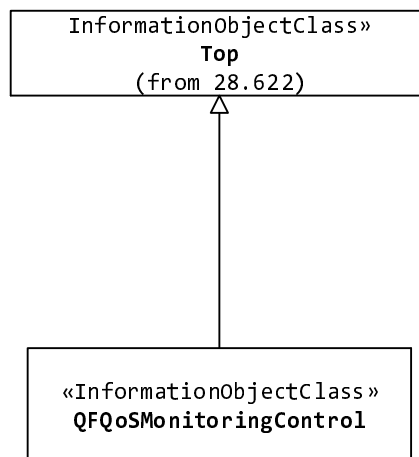 InformationObjectClass»
Top
(from 28.622)
«InformationObjectClass»
QFQoSMonitoringControl